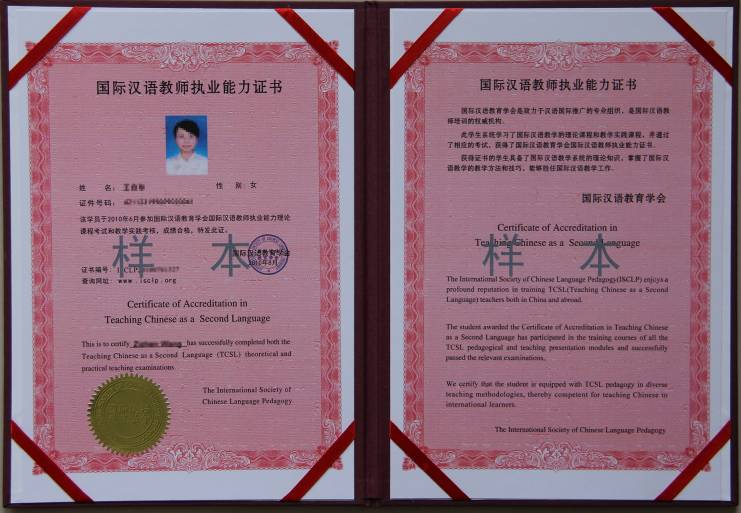 国际汉语教师执业能力证书
姓 名：
性 别：女
证件号码：
该学员于2010年6月参加国际汉语教育学会国际汉语教师执业能力理论
课程考试和教学实践考核，成绩合格，特发此证。
样 本
国际汉语教育学会
2010年8月
证书编号：ISCLP
查询网址：www.isclp.org
Certificate of Accreditation in
Teaching Chinese as a Second Language
This is to certify has successfully completed both the
Teaching Chinese as a Second Language (TCSL) theoretical and
practical teaching examinations
The International Society of
Chinese Language Pedagogy
国际汉语教师执业能力证书
国际汉语教育学会是致力于汉语国际推广的专业组织，是国际汉语教
师培训的权威机构。
此学生系统学习了国际汉语教学的理论课程和教学实践课程，并通过
了相应的考试，获得了国际汉语教育学会国际汉语教师执业能力证书。
获得证书的学生具备了国际汉语教学系统的理论知识，掌握了国际汉
语教学的教学方法和技巧，能够胜任国际汉语教学工作。
国际汉语教育学会
Certificate of Accreditation in
Teaching Chinese as a Second Language
样 本
The International Society of Chinese Language Pedagogy(ISCLP) enjoys a
profound reputation in training TCSL(Teaching Chinese as a Second
Language) teachers both in China and abroad.
The student awarded the Certificate of Accreditation in Teaching Chinese
as a Second Language has participated in the training courses of all the
TCSL pedagogical and teaching presentation modules and successfully
passed the relevant examinations.
We certify that the student is equipped with TCSL pedagogy in diverse
teaching methodologies, thereby competent for teaching Chinese to
international learners.
The International Society of Chinese Language Pedagogy